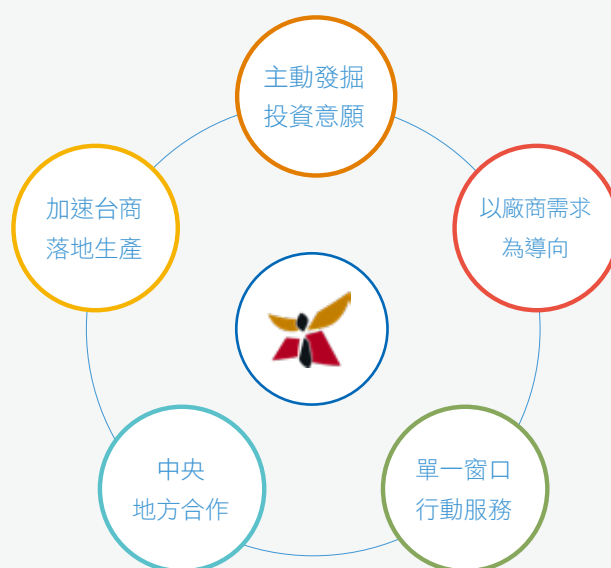 主動發掘
投資意願
以廠商需求
為導向
單一窗口
行動服務
中央
地方合作
加速台商
落地生產